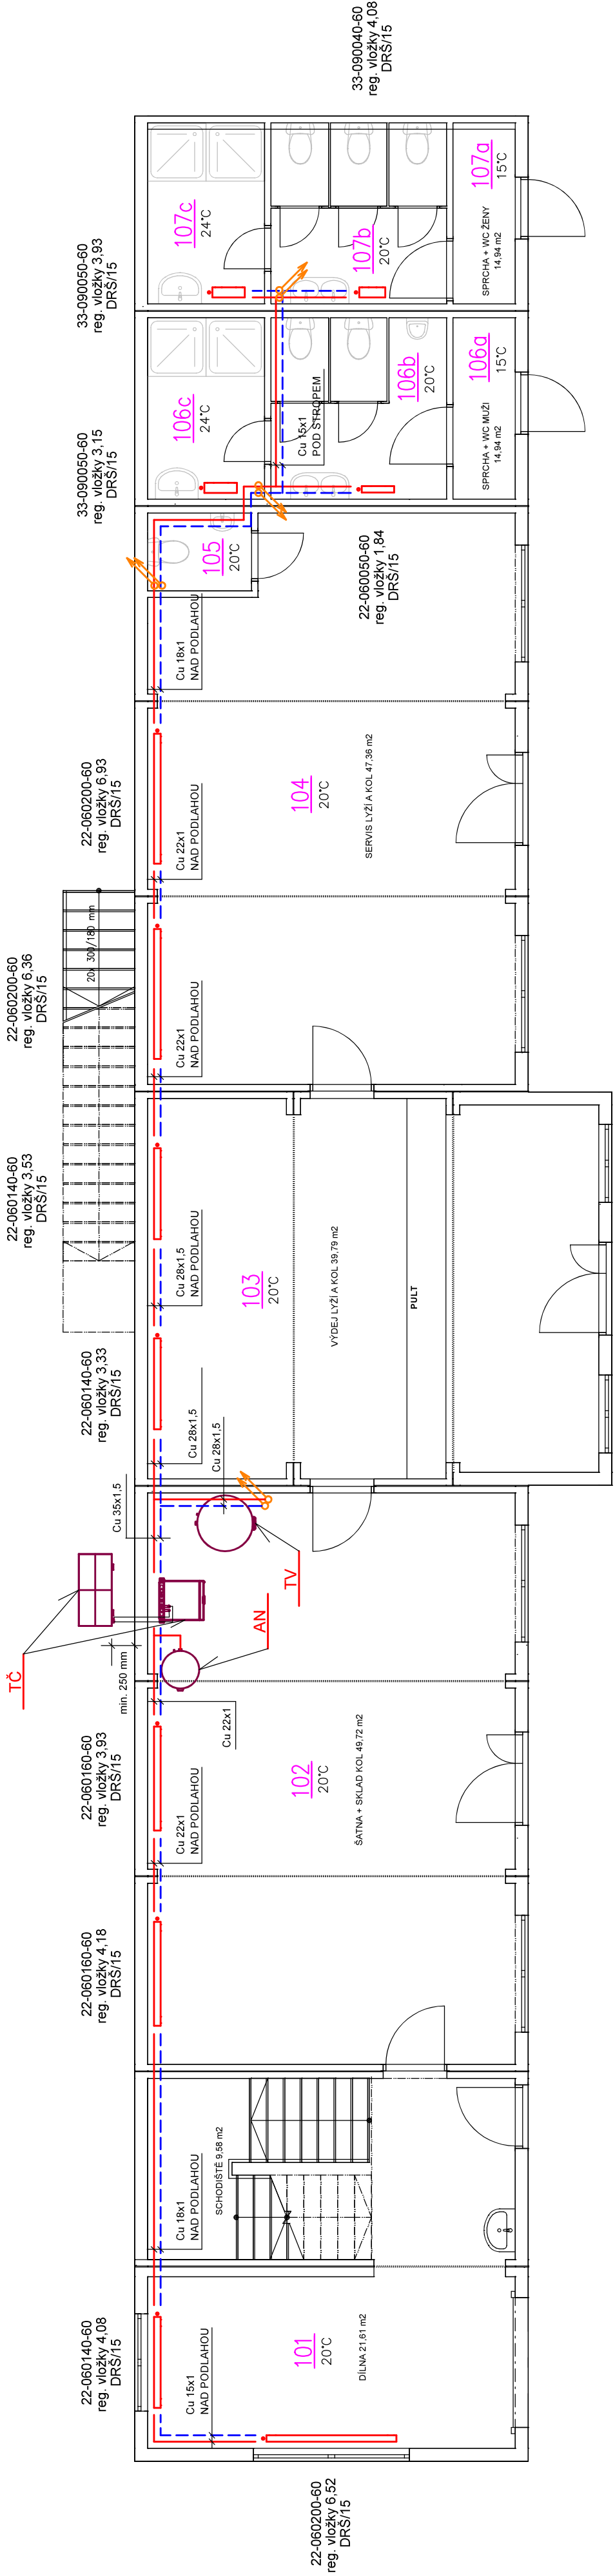 33-090040-60
reg. vložky 4,08
DRŠ/15
107c
24°C
107b
20°C
107a
15°C
SPRCHA + WC ŽENY
14,94 m2
33-090050-60
reg. vložky 3,93
DRŠ/15
106c
24°C
106b
20°C
106a
15°C
SPRCHA + WC MUŽI
14,94 m2
Cu 15x1
POD STROPEM
33-090050-60
reg. vložky 3,15
DRŠ/15
105
20°C
22-060050-60
reg. vložky 1,84
DRŠ/15
Cu 18x1
NAD PODLAHOU
22-060200-60
reg. vložky 6,93
DRŠ/15
104
20°C
SERVIS LYŽÍ A KOL 47,36 m2
Cu 22x1
NAD PODLAHOU
20x 300/180 mm
22-060200-60
reg. vložky 6,36
DRŠ/15
Cu 22x1
NAD PODLAHOU
22-060140-60
reg. vložky 3,53
DRŠ/15
Cu 28x1,5
NAD PODLAHOU
103
20°C
VÝDEJ LYŽÍ A KOL 39,79 m2
PULT
22-060140-60
reg. vložky 3,33
DRŠ/15
Cu 28x1,5
Cu 28x1,5
Cu 35x1,5
TČ
TV
AN
min. 250 mm
Cu 22x1
22-060160-60
reg. vložky 3,93
DRŠ/15
Cu 22x1
NAD PODLAHOU
102
20°C
ŠATNA + SKLAD KOL 49,72 m2
22-060160-60
reg. vložky 4,18
DRŠ/15
SCHODIŠTĚ 9,58 m2
Cu 18x1
NAD PODLAHOU
22-060140-60
reg. vložky 4,08
DRŠ/15
101
20°C
DÍLNA 21,61 m2
Cu 15x1
NAD PODLAHOU
22-060200-60
reg. vložky 6,52
DRŠ/15